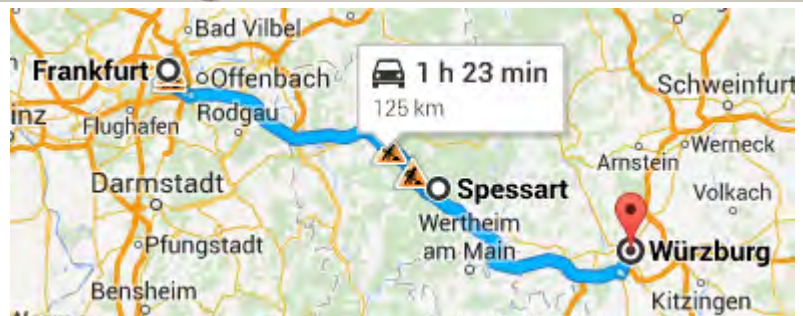 Bad Vilbel
Frankfurt
Offenbach
1 h 23 min
125 km
Schweinfurt
inz
Flughafen
Rodgau
Werneck
Arnstein
Darmstadt
Spessart
Volkach
Wertheim
am Main
Pfungstadt
Würzburg
Bensheim
Kitzingen